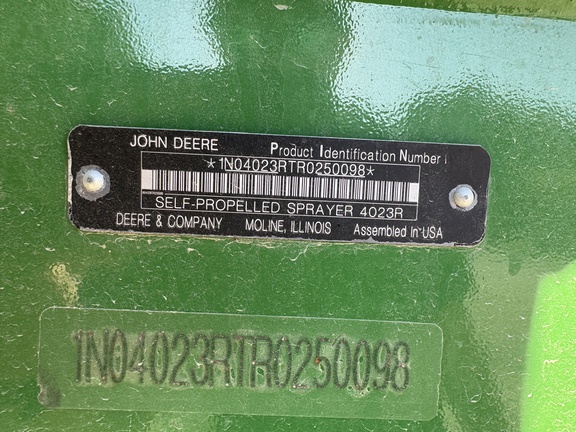 JOHN DEERE Product Identification Number
*1N04023RTR0250098*
SELF-PROPELLED SPRAYER 4023R
DEERE & COMPANY MOLINE, ILLINOIS Assembled In USA
1N04023RTR0250098